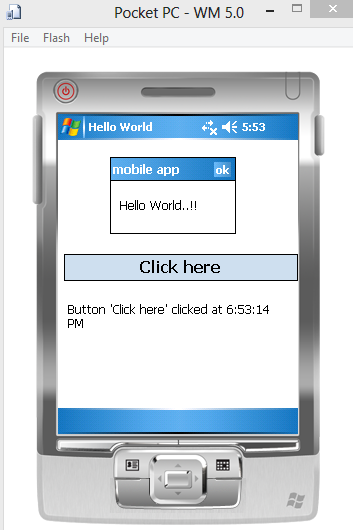 Pocket PC - WM 5.0
File Flash Help
Hello World 5:53
mobile app ok
Hello World..!!
Click here
Button 'Click here' clicked at 6:53:14
PM